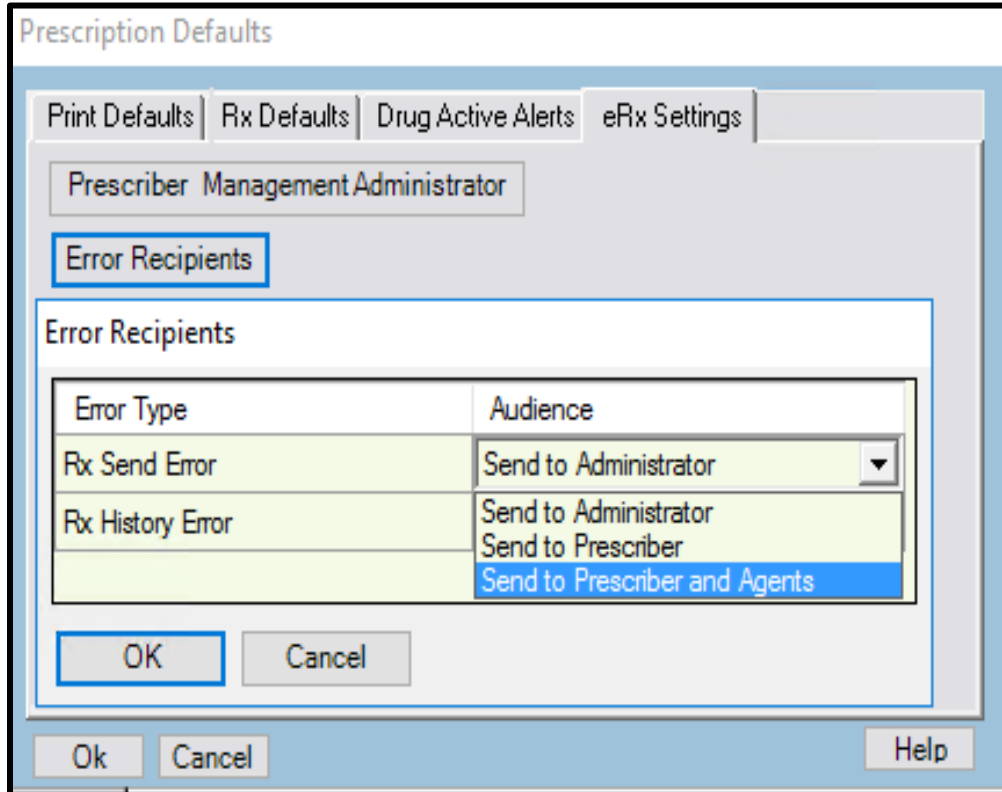 Prescription Defaults
Print Defaults Rx Defaults Drug Active Alerts eRx Settings
Prescriber Management Administrator
Error Recipients
Error Recipients
Error Type Audience
Rx Send Error Send to Administrator
Rx History Error Send to Administrator
Send to Prescriber
Send to Prescriber and Agents
OK Cancel
Ok Cancel Help